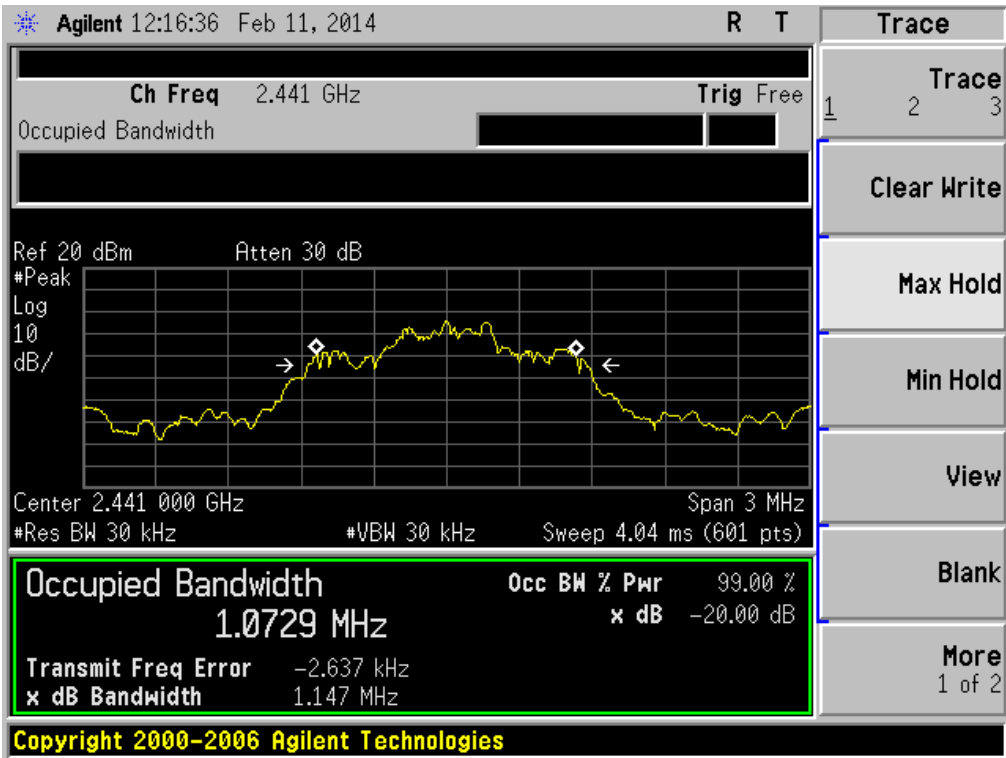 Agilent 12:16:36 Feb 11, 2014 R T
Trace
Ch Freq 2.441 GHz Trig Free
Occupied Bandwidth
Ref 20 dBm Atten 30 dB
#Peak
Log
10
dB/
Center 2.441 000 GHz Span 3 MHz
#Res BW 30 kHz #VBW 30 kHz Sweep 4.04 ms (601 pts)
Occupied Bandwidth Occ BW % Pwr 99.00 %
1.0729 MHz x dB -20.00 dB
Transmit Freq Error -2.637 kHz
x dB Bandwidth 1.147 MHz
Copyright 2000-2006 Agilent Technologies
Trace
1 2 3
Clear Write
Max Hold
Min Hold
View
Blank
More
1 of 2